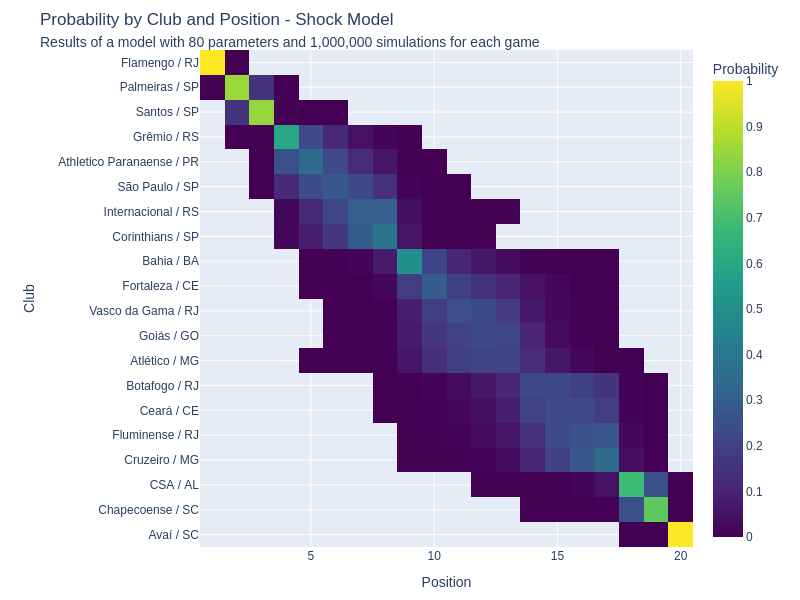 Probability by Club and Position - Shock Model
Results of a model with 80 parameters and 1,000,000 simulations for each game
Probability
Flamengo / RJ
Palmeiras / SP
Santos / SP
Grêmio / RS
Athletico Paranaense / PR
São Paulo / SP
Internacional / RS
Corinthians / SP
Bahia / BA
Fortaleza / CE
Vasco da Gama / RJ
Goiás / GO
Atlético / MG
Botafogo / RJ
Ceará / CE
Fluminense / RJ
Cruzeiro / MG
CSA / AL
Chapecoense / SC
Avaí / SC
Club
5
10
15
20
Position
1
0.9
0.8
0.7
0.6
0.5
0.4
0.3
0.2
0.1
0